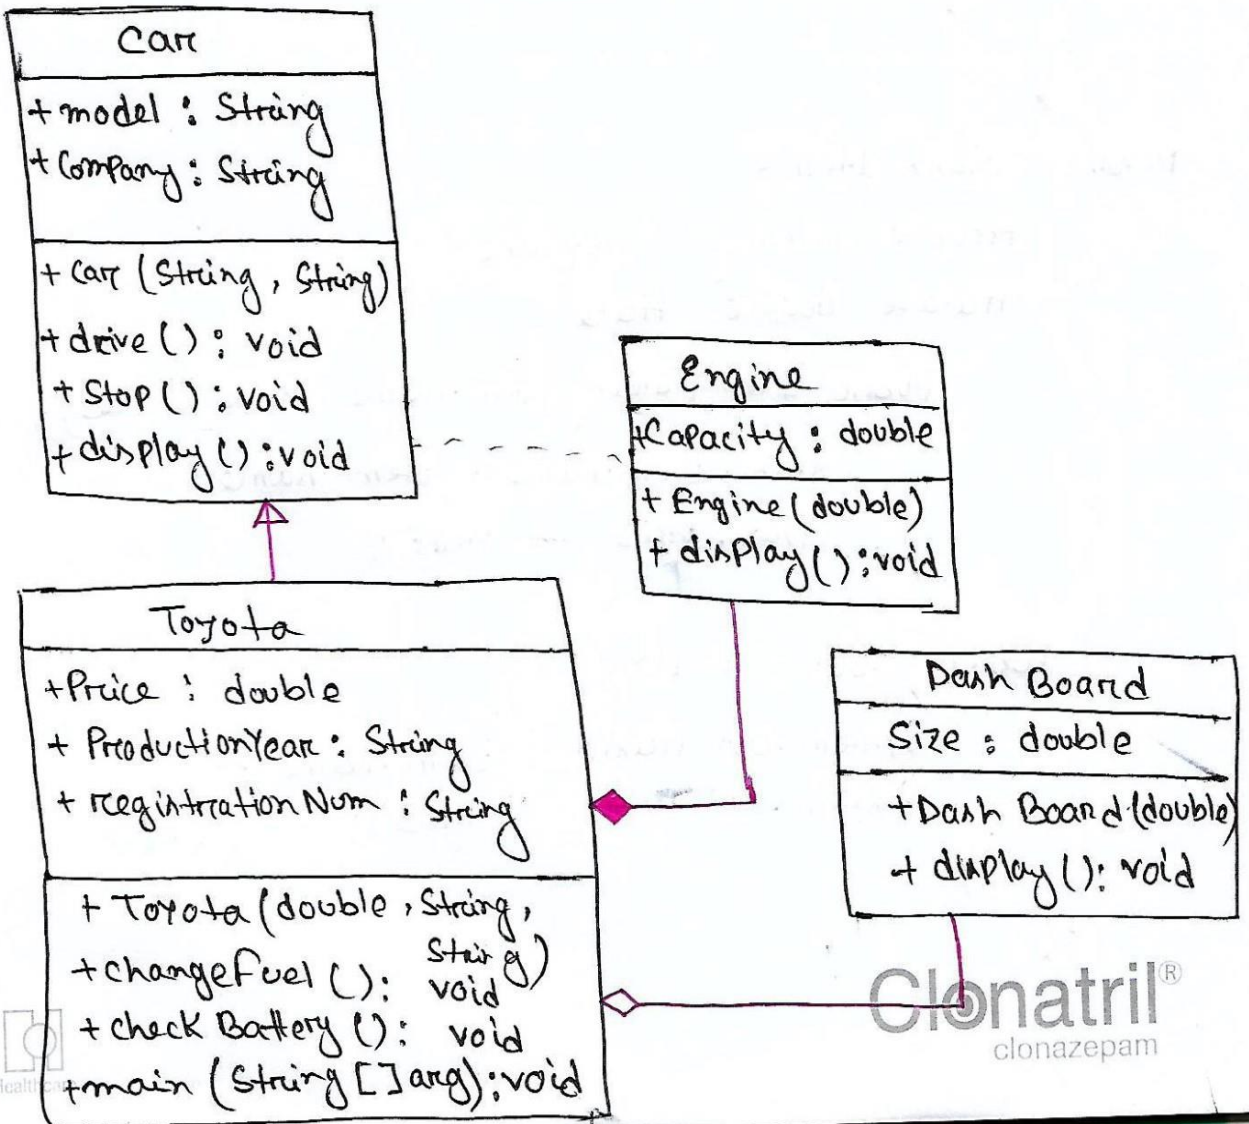 Car
+ model : String
+ Company : String
+ Car (String, String)
+ drive () : void
+ Stop () : void
+ display () : void
Engine
+Capacity : double
+ Engine (double)
+ display () : void
Toyota
+Price : double
+ ProductionYear : String
+ registrationNum : String
+ Toyota (double, String,
String)
+changeFuel () : void
+ check Battery () : void
+main (String [] arg) : void
Dash Board
Size : double
+Dash Board (double)
+ display () : void
Clonatril®
clonazepam